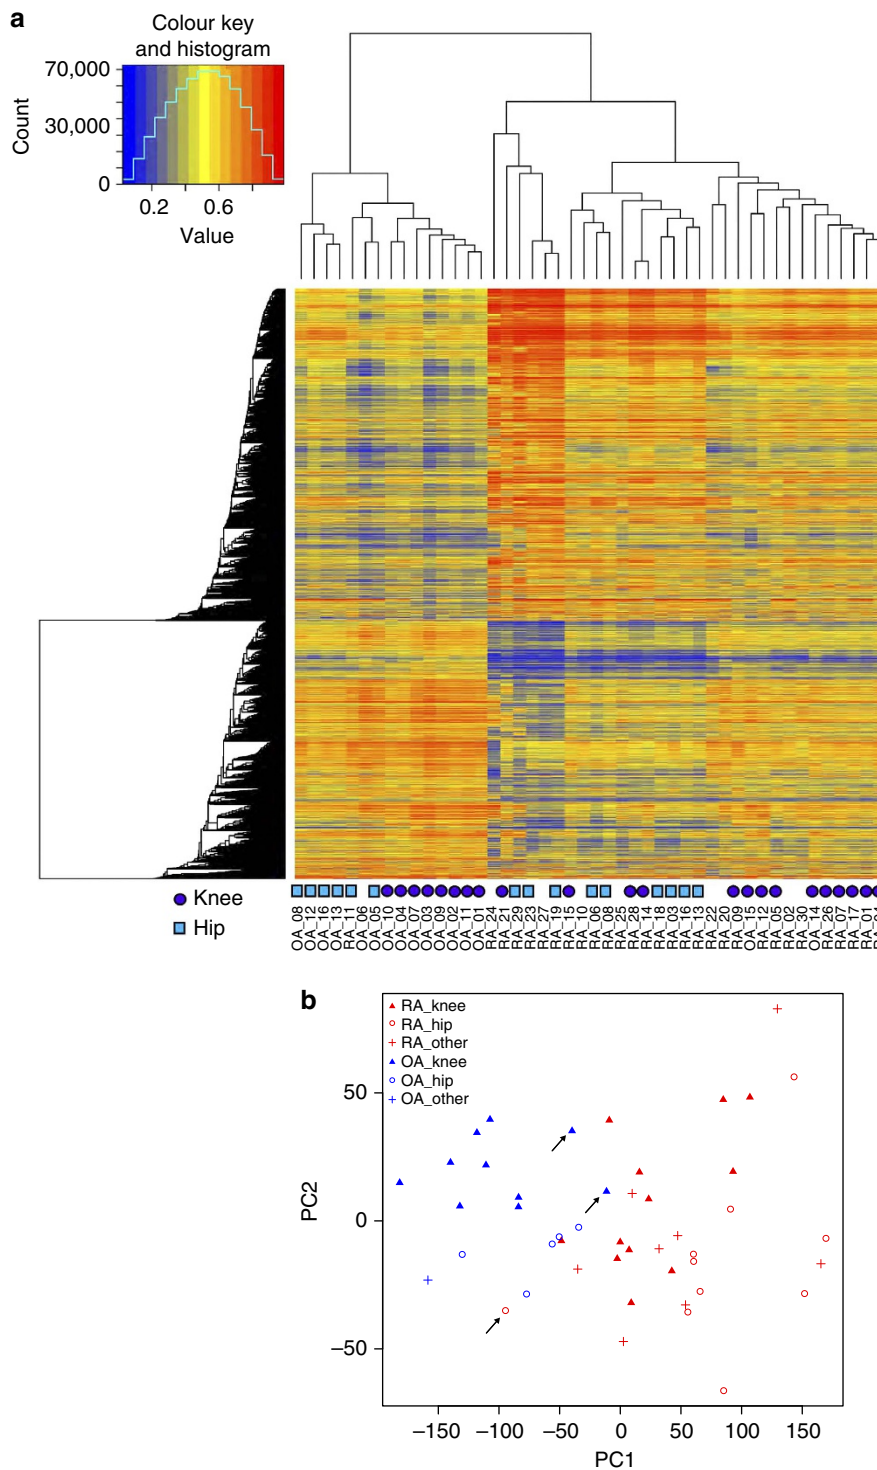 a
Colour key
and histogram
70,000
30,000
0
Count
0.2 0.6
Value
Knee
Hip
OA_08
OA_12
OA_02
OA_13
RA_11
OA_06
OA_05
OA_10
OA_04
OA_07
OA_03
OA_09
OA_02
OA_11
OA_01
RA_24
RA_21
RA_29
RA_23
RA_27
RA_19
RA_15
RA_10
RA_06
RA_08
RA_25
RA_28
RA_14
RA_18
RA_03
RA_16
RA_13
RA_22
RA_20
RA_09
OA_15
RA_12
RA_05
RA_02
RA_30
OA_14
RA_26
RA_07
RA_17
RA_01
b
RA_knee
RA_hip
RA_other
OA_knee
OA_hip
OA_other
50
0
−50
PC2
−150 −100 −50 0 50 100 150
PC1